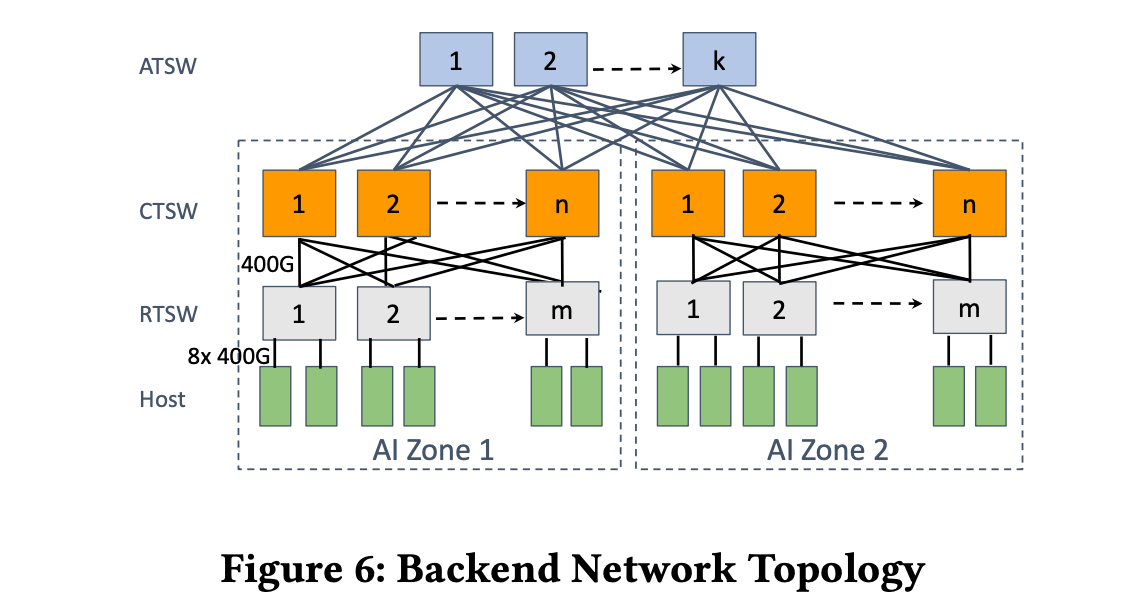 ATSW 1 2 k
CTSW 1 2 n 1 2 n
400G
RTSW 1 2 m 1 2 m
8x 400G
Host
AI Zone 1 AI Zone 2
Figure 6: Backend Network Topology